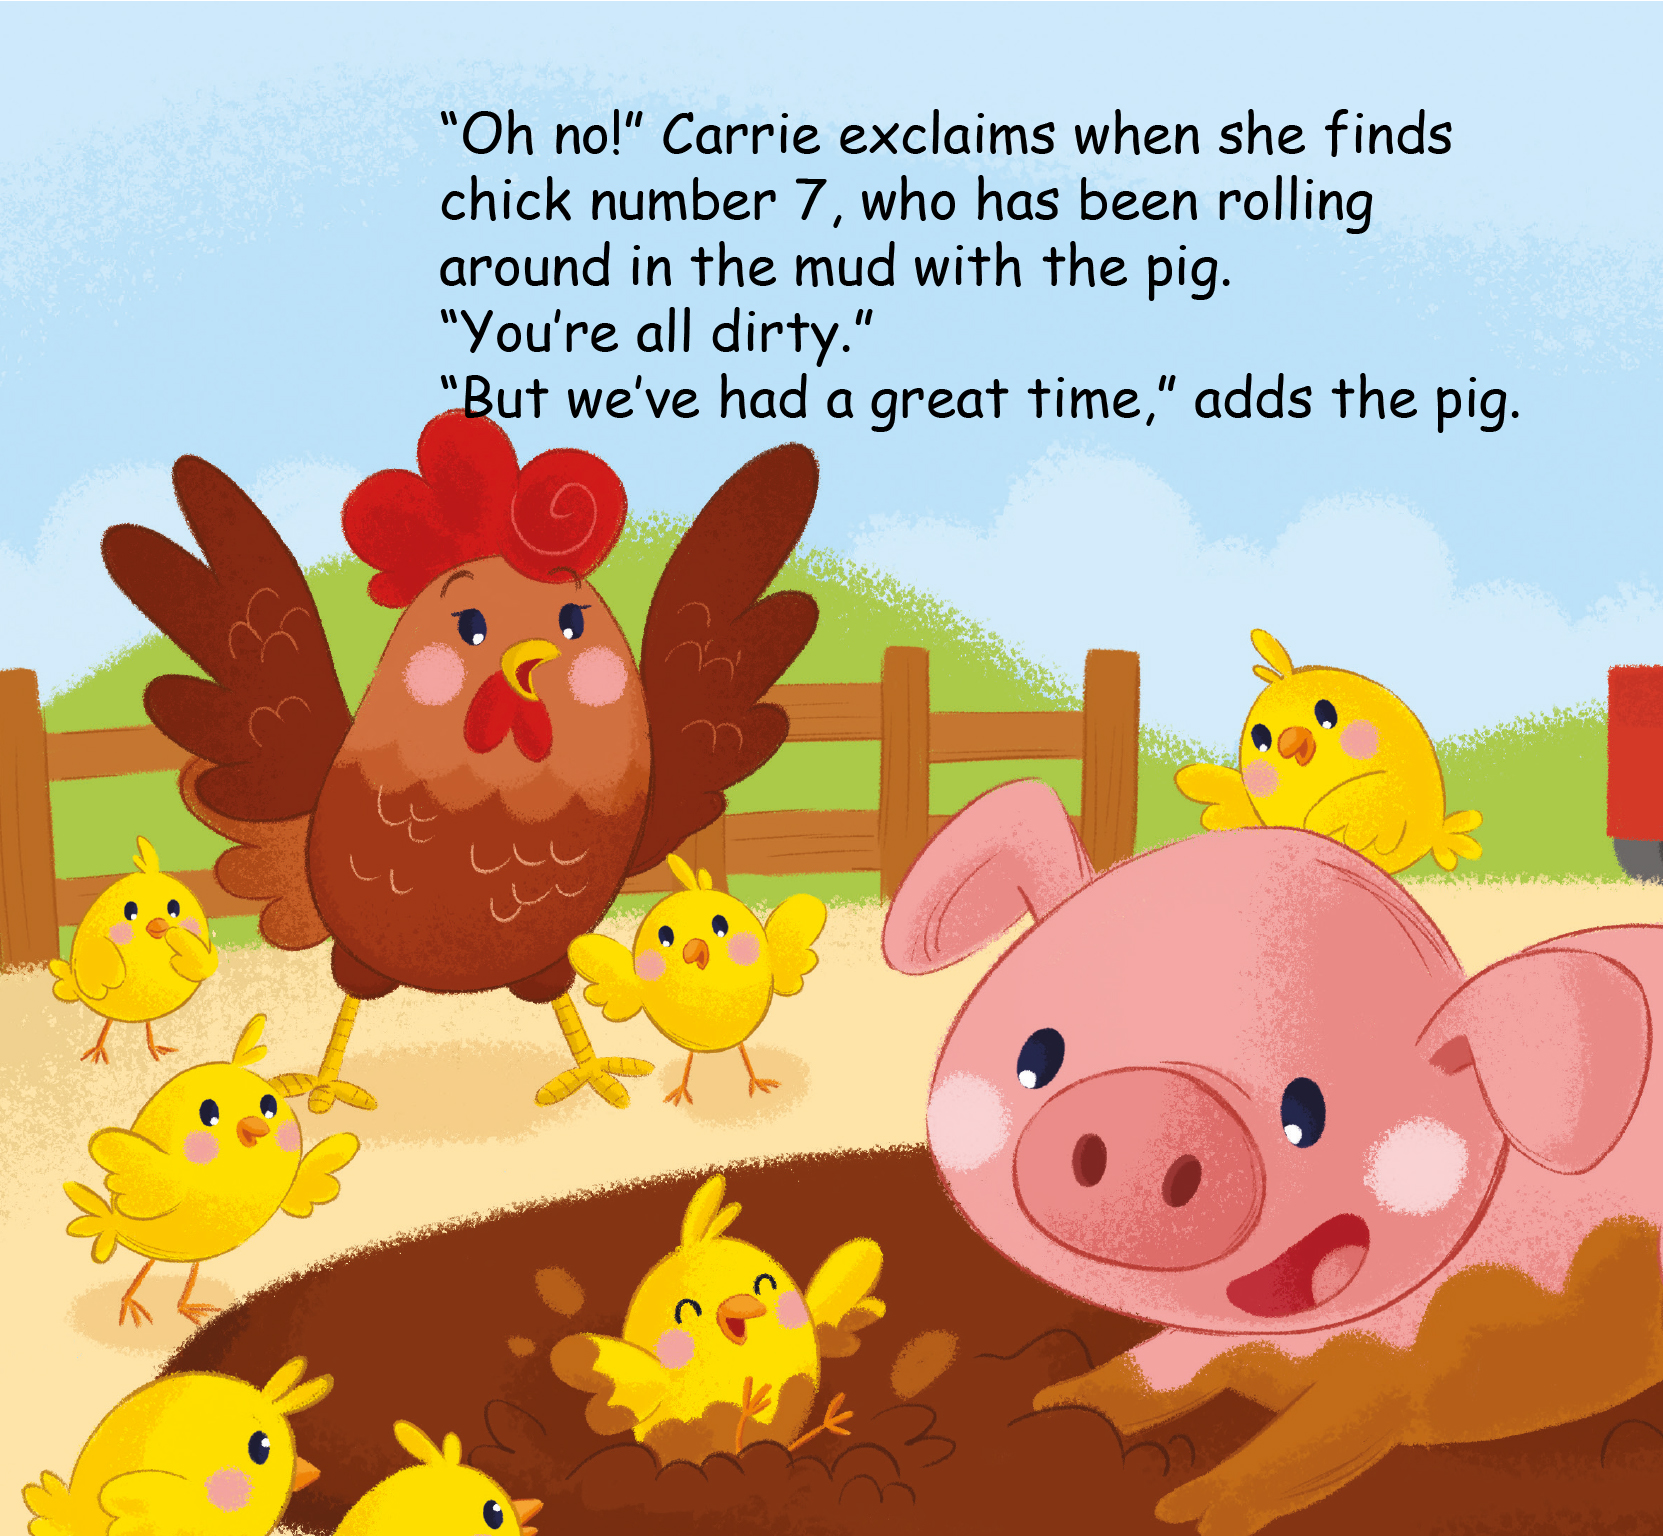 “Oh no!” Carrie exclaims when she finds
chick number 7, who has been rolling
around in the mud with the pig.
“You’re all dirty.”
“But we’ve had a great time,” adds the pig.